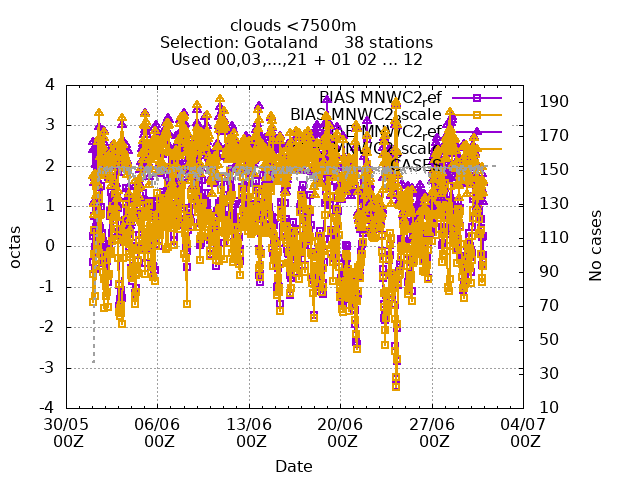 clouds <7500m
Selection: Gotaland 38 stations
Used 00,03,...,21 + 01 02 ... 12
BIAS MNWC2ref
BIAS MNWC2
CASES
octas
4
3
2
1
0
-1
-2
-3
-4
No cases
190
170
150
130
110
90
70
50
30
10
30/05 06/06 13/06 20/06 27/06 04/07
00Z 00Z 00Z 00Z 00Z 00Z
Date